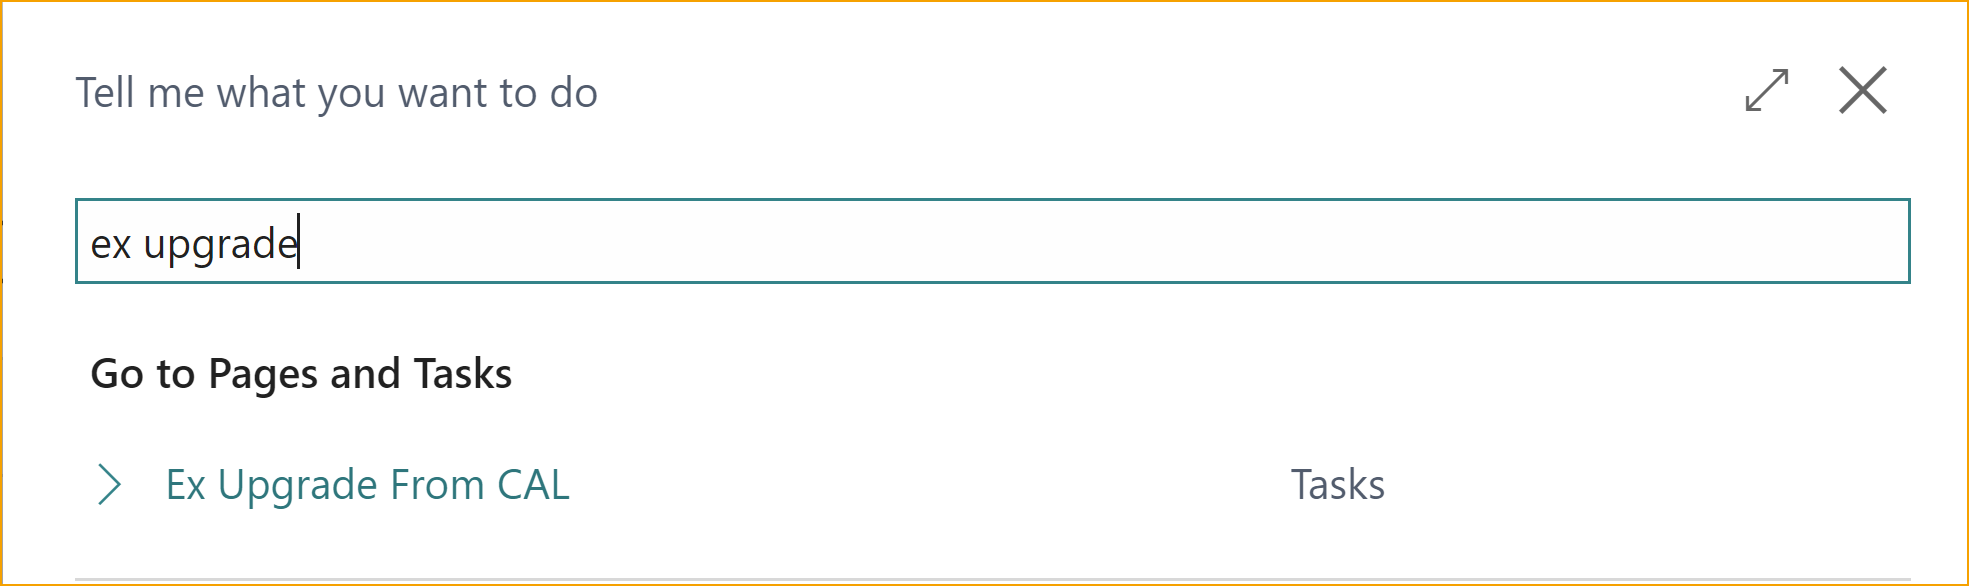 Tell me what you want to do
ex upgrade
Go to Pages and Tasks
Ex Upgrade From CAL Tasks